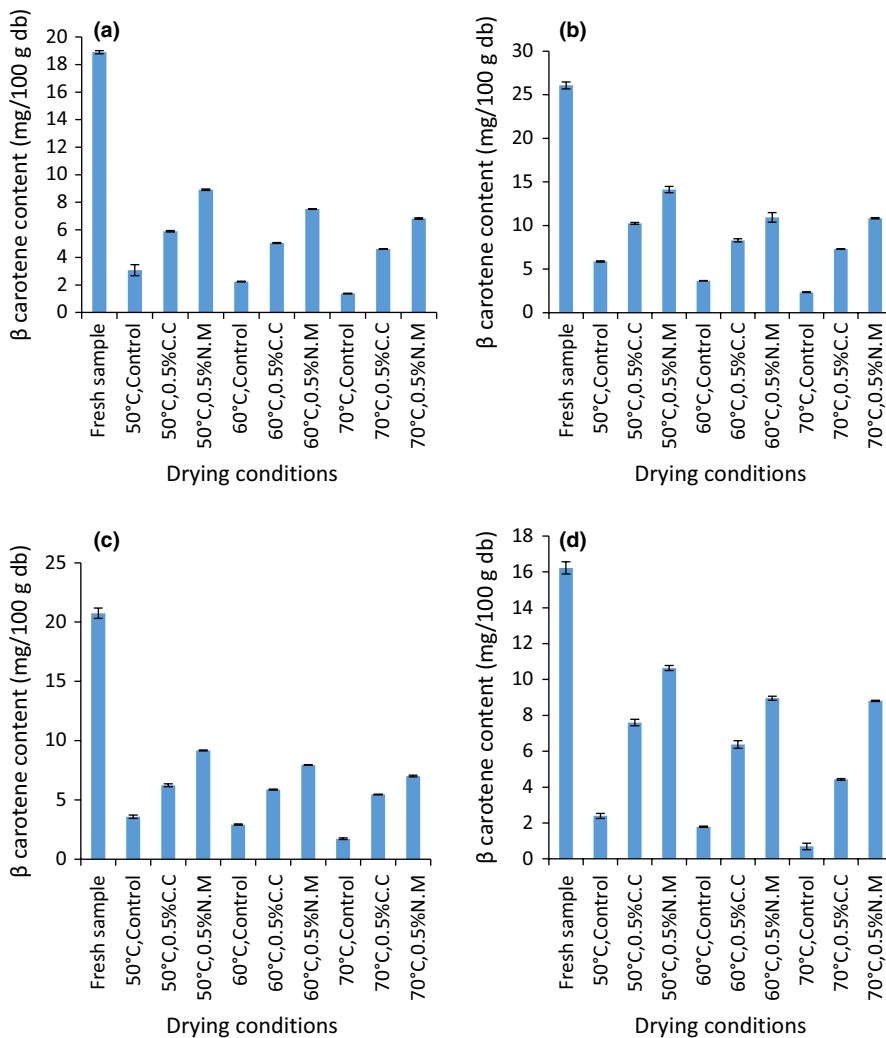 (a)
β carotene content (mg/100 g db)
20
18
16
14
12
10
8
6
4
2
0
Fresh sample
50°C,Control
50°C,0.5%C.C
50°C,0.5%N.M
60°C,Control
60°C,0.5%C.C
60°C,0.5%N.M
70°C,Control
70°C,0.5%C.C
70°C,0.5%N.M
Drying conditions
(b)
β carotene content (mg/100 g db)
30
25
20
15
10
5
0
Fresh sample
50°C,Control
50°C,0.5%C.C
50°C,0.5%N.M
60°C,Control
60°C,0.5%C.C
60°C,0.5%N.M
70°C,Control
70°C,0.5%C.C
70°C,0.5%N.M
Drying conditions
(c)
β carotene content (mg/100 g db)
25
20
15
10
5
0
Fresh sample
50°C,Control
50°C,0.5%C.C
50°C,0.5%N.M
60°C,Control
60°C,0.5%C.C
60°C,0.5%N.M
70°C,Control
70°C,0.5%C.C
70°C,0.5%N.M
Drying conditions
(d)
β carotene content (mg/100 g db)
18
16
14
12
10
8
6
4
2
0
Fresh sample
50°C,Control
50°C,0.5%C.C
50°C,0.5%N.M
60°C,Control
60°C,0.5%C.C
60°C,0.5%N.M
70°C,Control
70°C,0.5%C.C
70°C,0.5%N.M
Drying conditions